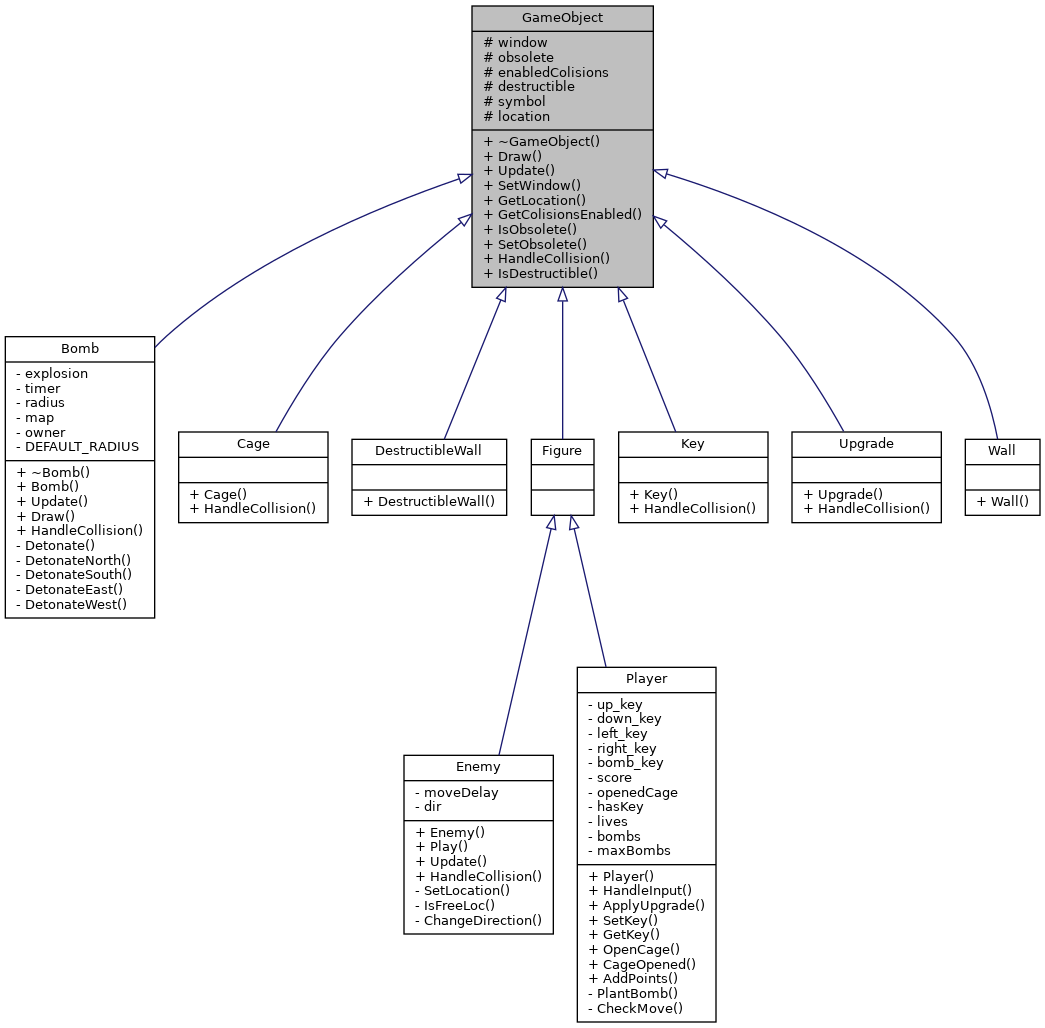 GameObject
# window
# obsolete
# enabledColisions
# destructible
# symbol
# location
+ ~GameObject()
+ Draw()
+ Update()
+ SetWindow()
+ GetLocation()
+ GetColisionsEnabled()
+ IsObsolete()
+ SetObsolete()
+ HandleCollision()
+ IsDestructible()
Bomb
- explosion
- timer
- radius
- map
- owner
- DEFAULT_RADIUS
+ ~Bomb()
+ Bomb()
+ Update()
+ Draw()
+ HandleCollision()
- Detonate()
- DetonateNorth()
- DetonateSouth()
- DetonateEast()
- DetonateWest()
Cage
+ Cage()
+ HandleCollision()
DestructibleWall
+ DestructibleWall()
Figure
Key
+ Key()
+ HandleCollision()
Upgrade
+ Upgrade()
+ HandleCollision()
Wall
+ Wall()
Enemy
- moveDelay
- dir
+ Enemy()
+ Play()
+ Update()
+ HandleCollision()
- SetLocation()
- IsFreeLoc()
- ChangeDirection()
Player
- up_key
- down_key
- left_key
- right_key
- bomb_key
- score
- openedCage
- hasKey
- lives
- bombs
- maxBombs
+ Player()
+ HandleInput()
+ ApplyUpgrade()
+ SetKey()
+ GetKey()
+ OpenCage()
+ CageOpened()
+ AddPoints()
- PlantBomb()
- CheckMove()